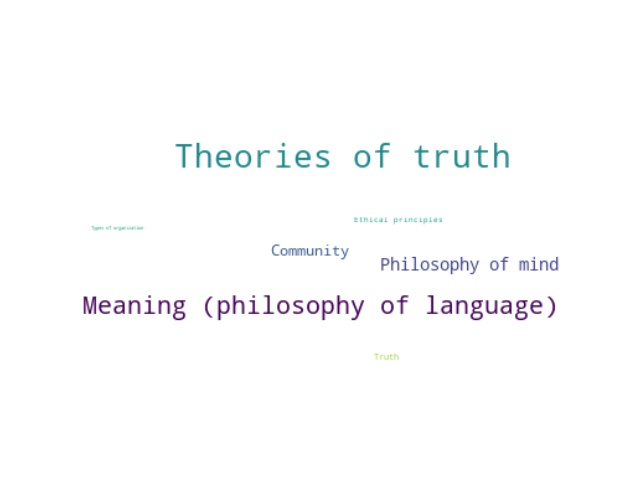 Theories of truth
Ethical principles
Types of organization
Community
Philosophy of mind
Meaning (philosophy of language)
Truth